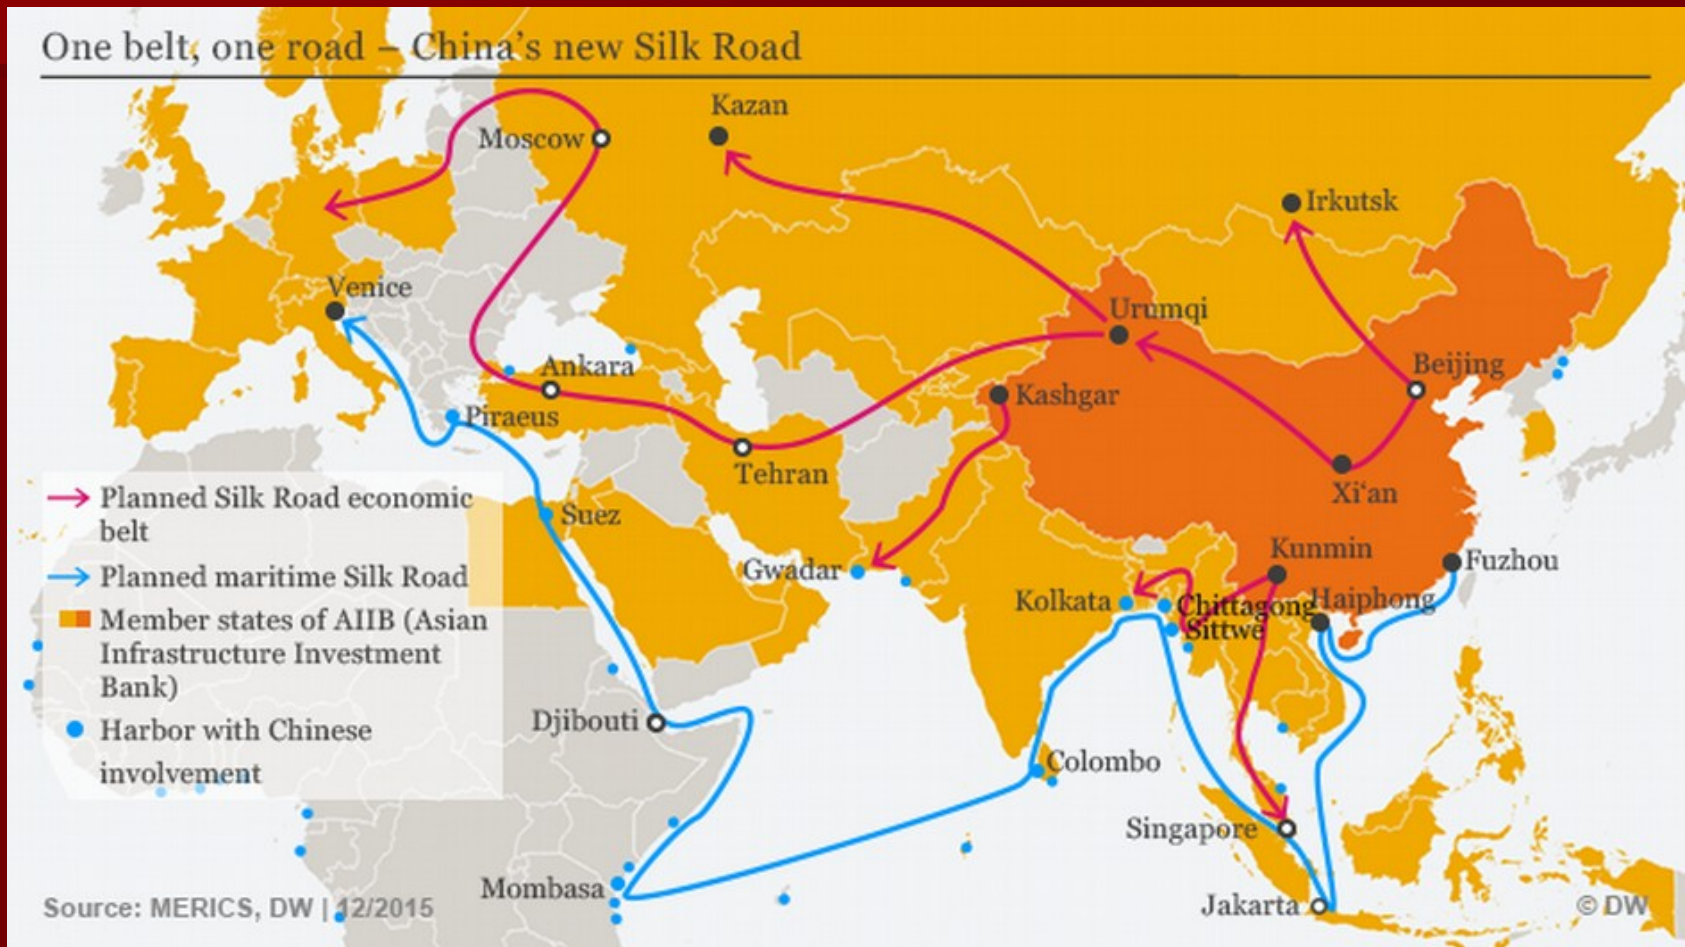 One belt, one road – China's new Silk Road
Kazan
Moscow
Irkutsk
Venice
Urumqi
Ankara
Beijing
Kashgar
Piraeus
Tehran
Xi‘an
Planned Silk Road economic
belt
Suez
Kunmin
Fuzhou
Gwadar
Planned maritime Silk Road
Kolkata
Chittagong
Haiphong
Sittwe
Member states of AIIB (Asian
Infrastructure Investment
Bank)
Djibouti
Harbor with Chinese
involvement
Colombo
Singapore
Mombasa
Jakarta
Source: MERICS, DW | 12/2015
© DW